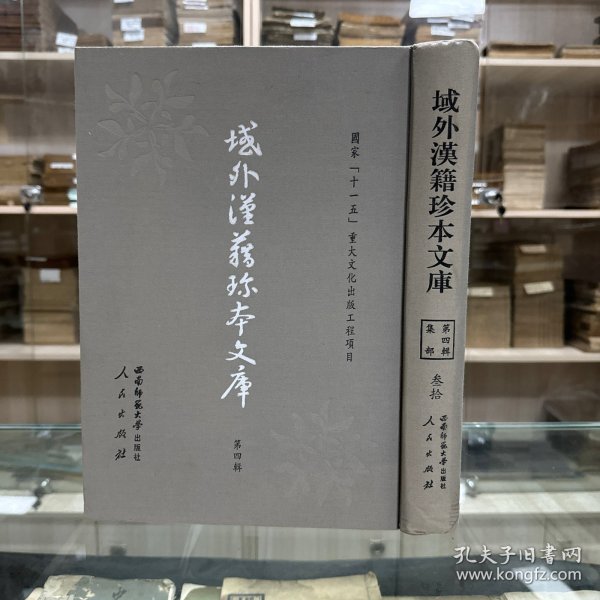 國家「十一五」重大文化出版工程項目
域外漢籍珍本文庫
第四輯
西南師範大學出版社
人民出版社
域外漢籍珍本文庫
第四輯
集部
叁拾
西南師範大學出版社
人民出版社
孔夫子旧书网
www.kongfz.com